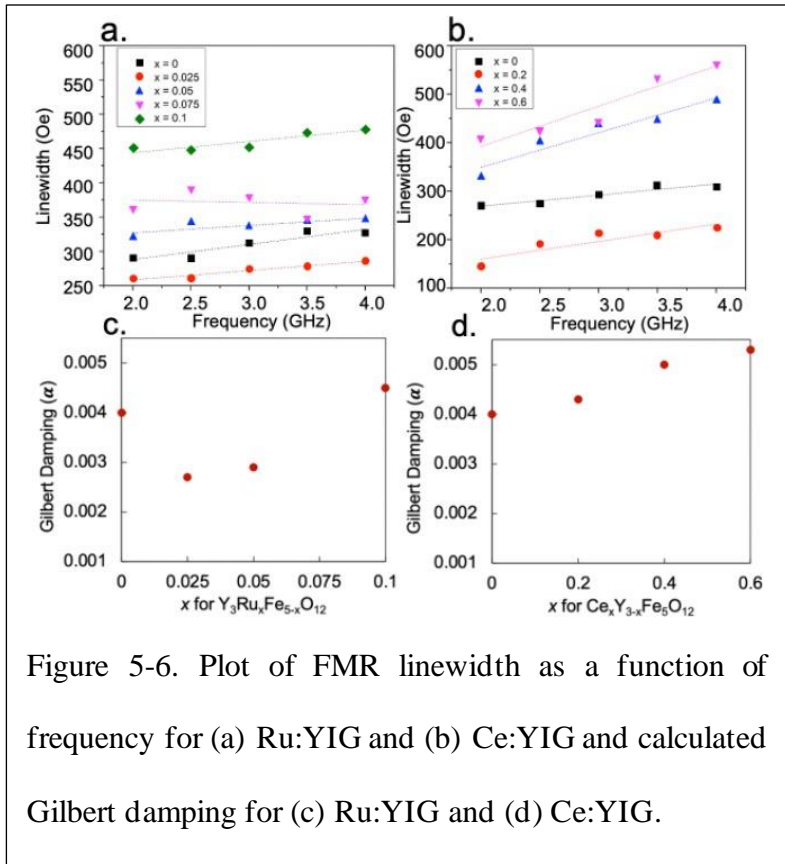 a.
600
550
500
450
400
350
300
250
Linewidth (Oe)
x = 0
x = 0.025
x = 0.05
x = 0.075
x = 0.1
2.0 2.5 3.0 3.5 4.0
Frequency (GHz)
b.
600
500
400
300
200
100
Linewidth (Oe)
x = 0
x = 0.2
x = 0.4
x = 0.6
2.0 2.5 3.0 3.5 4.0
Frequency (GHz)
c.
0.005
0.004
0.003
0.002
0.001
Gilbert Damping (α)
0 0.025 0.05 0.075 0.1
x for Y₃RuₓFe₅₋ₓO₁₂
d.
0.005
0.004
0.003
0.002
0.001
Gilbert Damping (α)
0 0.2 0.4 0.6
x for CeₓY₃₋ₓFe₅O₁₂
Figure 5-6. Plot of FMR linewidth as a function of
frequency for (a) Ru:YIG and (b) Ce:YIG and calculated
Gilbert damping for (c) Ru:YIG and (d) Ce:YIG.